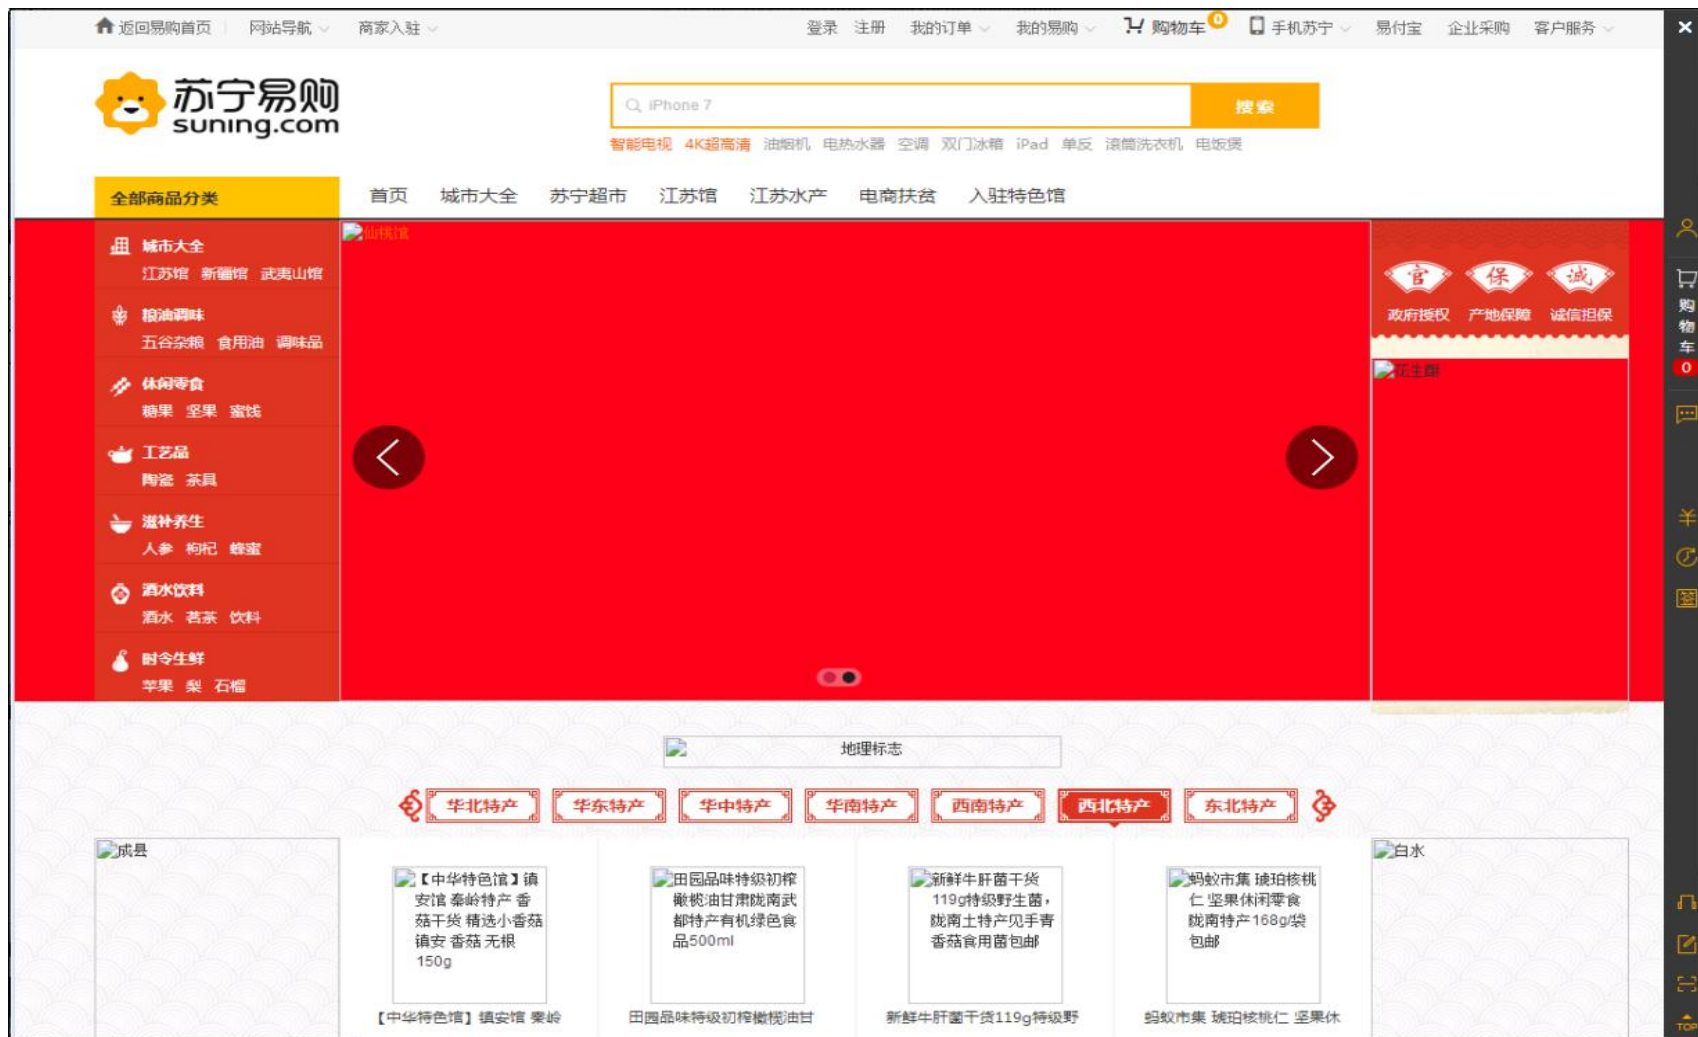 返回易购首页 网站导航 商家入驻 登录 注册 我的订单 我的易购 购物车 0 手机苏宁 易付宝 企业采购 客户服务
苏宁易购
suning.com
iPhone 7 搜索
智能电视 4K超高清 油烟机 电热水器 空调 双门冰箱 iPad 单反 滚筒洗衣机 电饭煲
全部商品分类 首页 城市大全 苏宁超市 江苏馆 江苏水产 电商扶贫 入驻特色馆
城市大全
江苏馆 新疆馆 武夷山馆
粮油调味
五谷杂粮 食用油 调味品
休闲零食
糖果 坚果 蜜饯
工艺品
陶瓷 茶具
滋补养生
人参 枸杞 蜂蜜
酒水饮料
酒水 茗茶 饮料
时令生鲜
苹果 梨 石榴
仙桃馆
官 保 诚
政府授权 产地保障 诚信担保
花生酥
购
物
车
0
签
地理标志
华北特产 华东特产 华中特产 华南特产 西南特产 西北特产 东北特产
成县
【中华特色馆】镇
安馆 秦岭特产 香
菇干货 精选小香菇
镇安 香菇 无根
150g
【中华特色馆】镇安馆 秦岭
田园品味特级初榨
橄榄油甘肃陇南武
都特产有机绿色食
品500ml
田园品味特级初榨橄榄油甘
新鲜牛肝菌干货
119g特级野生菌，
陇南土特产见手青
香菇食用菌包邮
新鲜牛肝菌干货119g特级野
蚂蚁市集 琥珀核桃
仁 坚果休闲零食
陇南特产168g/袋
包邮
蚂蚁市集 琥珀核桃仁 坚果休
白水
TOP